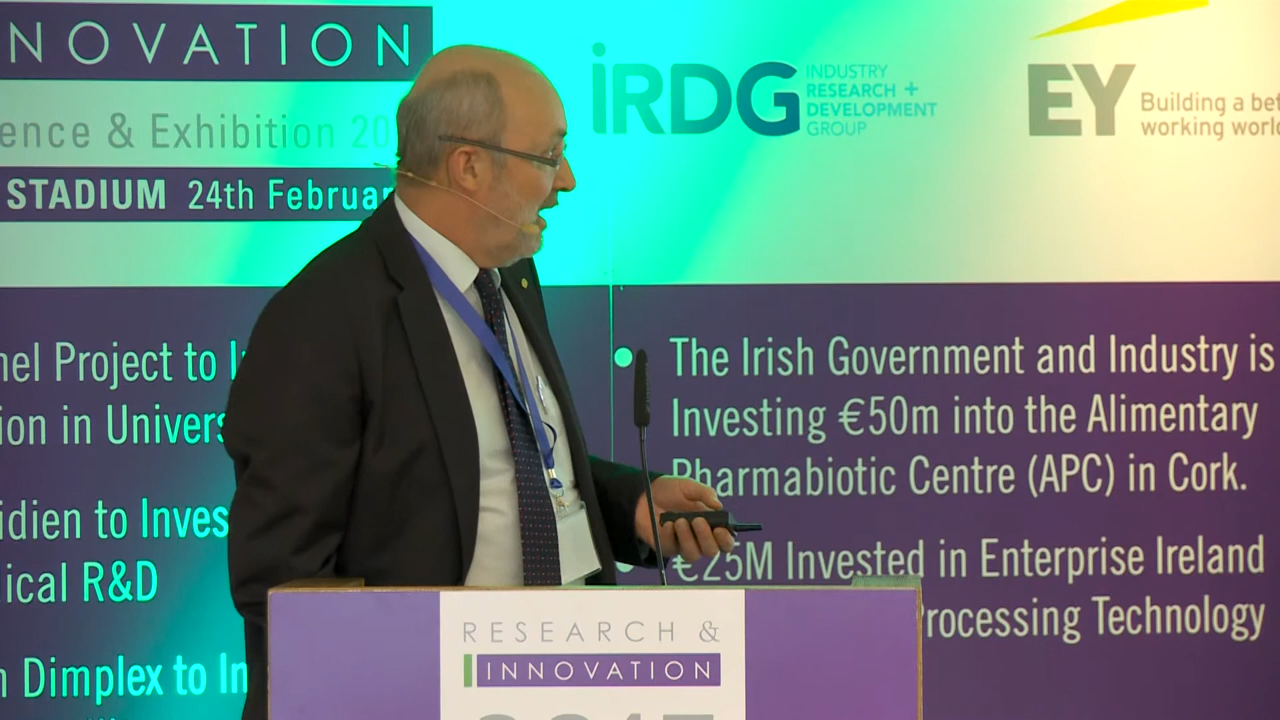 NOVATION
ence & Exhibition 20
STADIUM 24th Februar
iRDG INDUSTRY
RESEARCH +
DEVELOPMENT
GROUP
EY Building a bet
working world
nel Project to I
ion in Univers
idien to Inves
ical R&D
n Dimplex to In
The Irish Government and Industry is
Investing €50m into the Alimentary
Pharmabiotic Centre (APC) in Cork.
€25M Invested in Enterprise Ireland
Processing Technology
RESEARCH &
INNOVATION